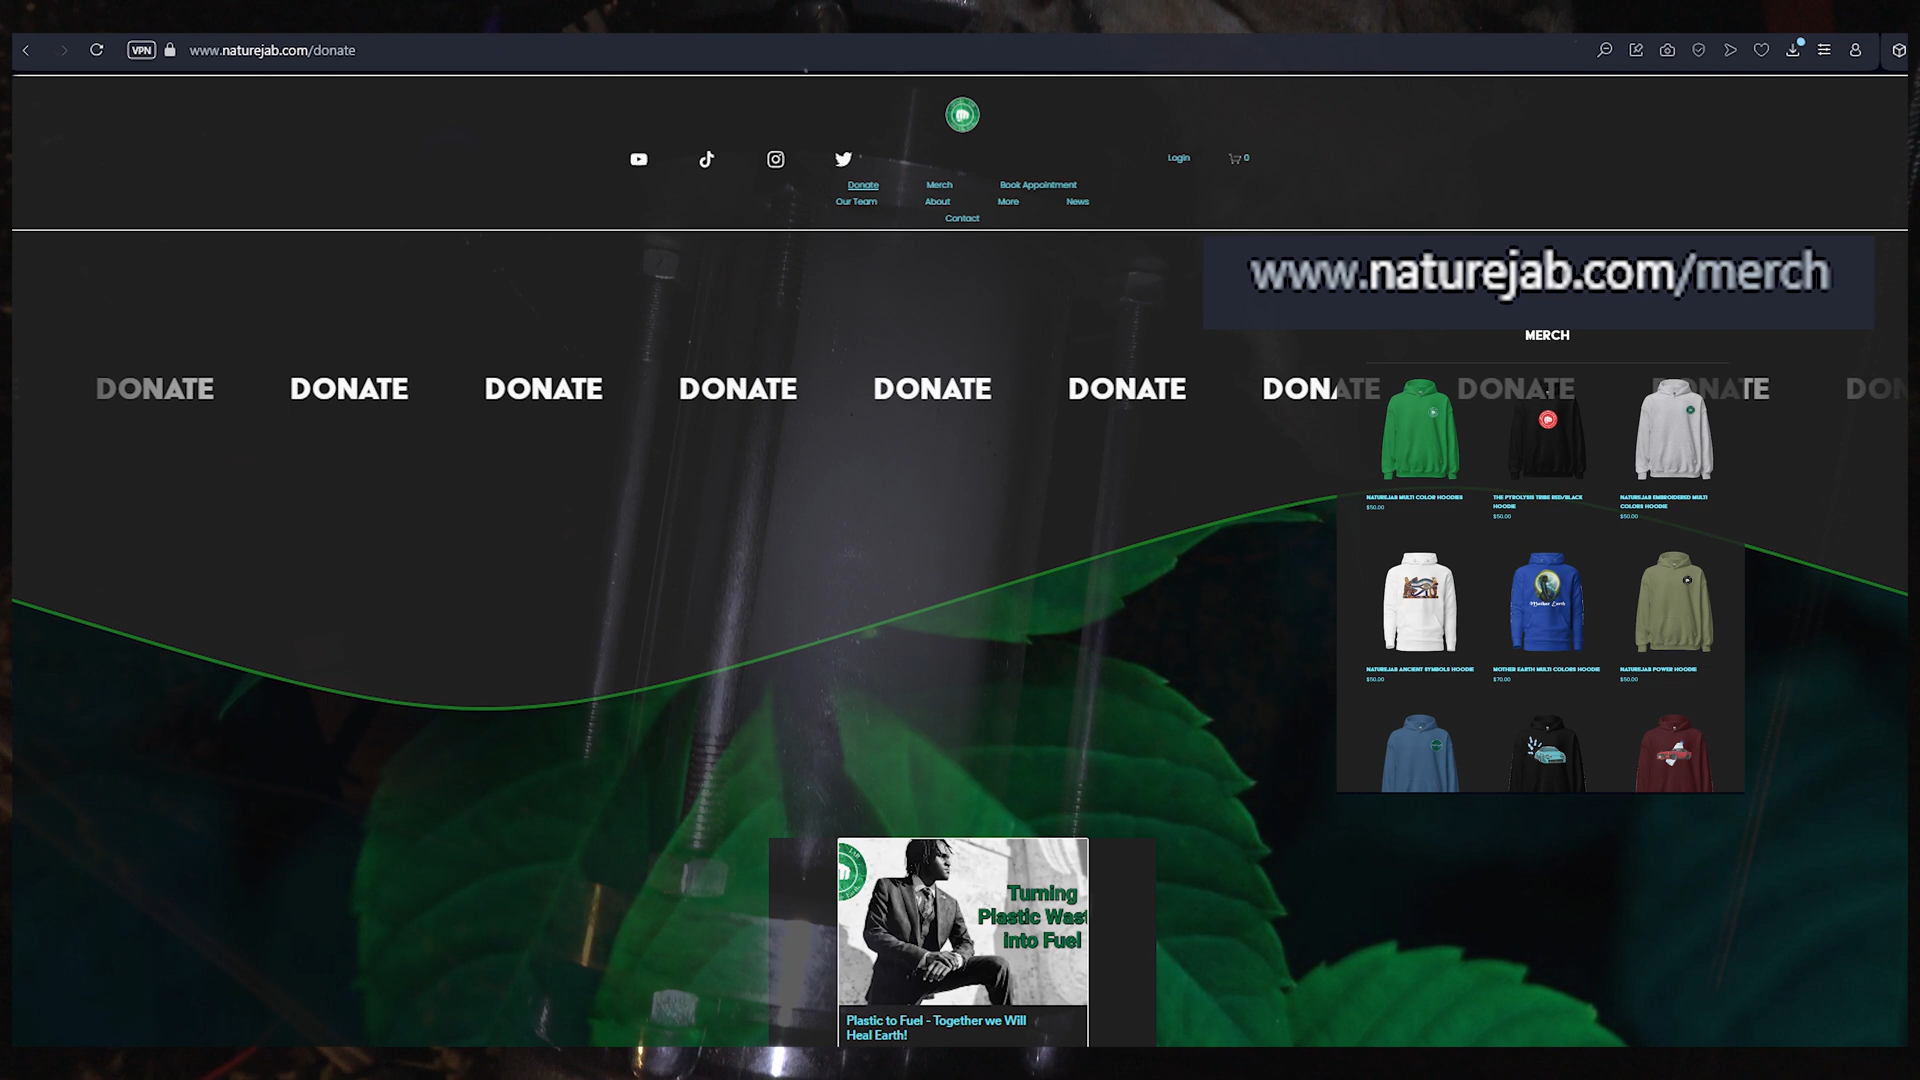 VPN
www.naturejab.com/donate
Login
0
Donate
Merch
Book Appointment
Our Team
About
More
News
Contact
www.naturejab.com/merch
MERCH
DONATE DONATE DONATE DONATE DONATE DONATE DONATE DONATE DONATE DON
NATUREJAB MULTI COLOR HOODIES
$50.00
THE PYROLYSIS TRIBE RED/BLACK
HOODIE
$50.00
NATUREJAB EMBROIDERED MULTI
COLORS HOODIE
$50.00
Mother Earth
NATUREJAB ANCIENT SYMBOLS HOODIE
$50.00
MOTHER EARTH MULTI COLORS HOODIE
$70.00
NATUREJAB POWER HOODIE
$50.00
Turning
Plastic Wast
into Fuel
Plastic to Fuel - Together we Will
Heal Earth!